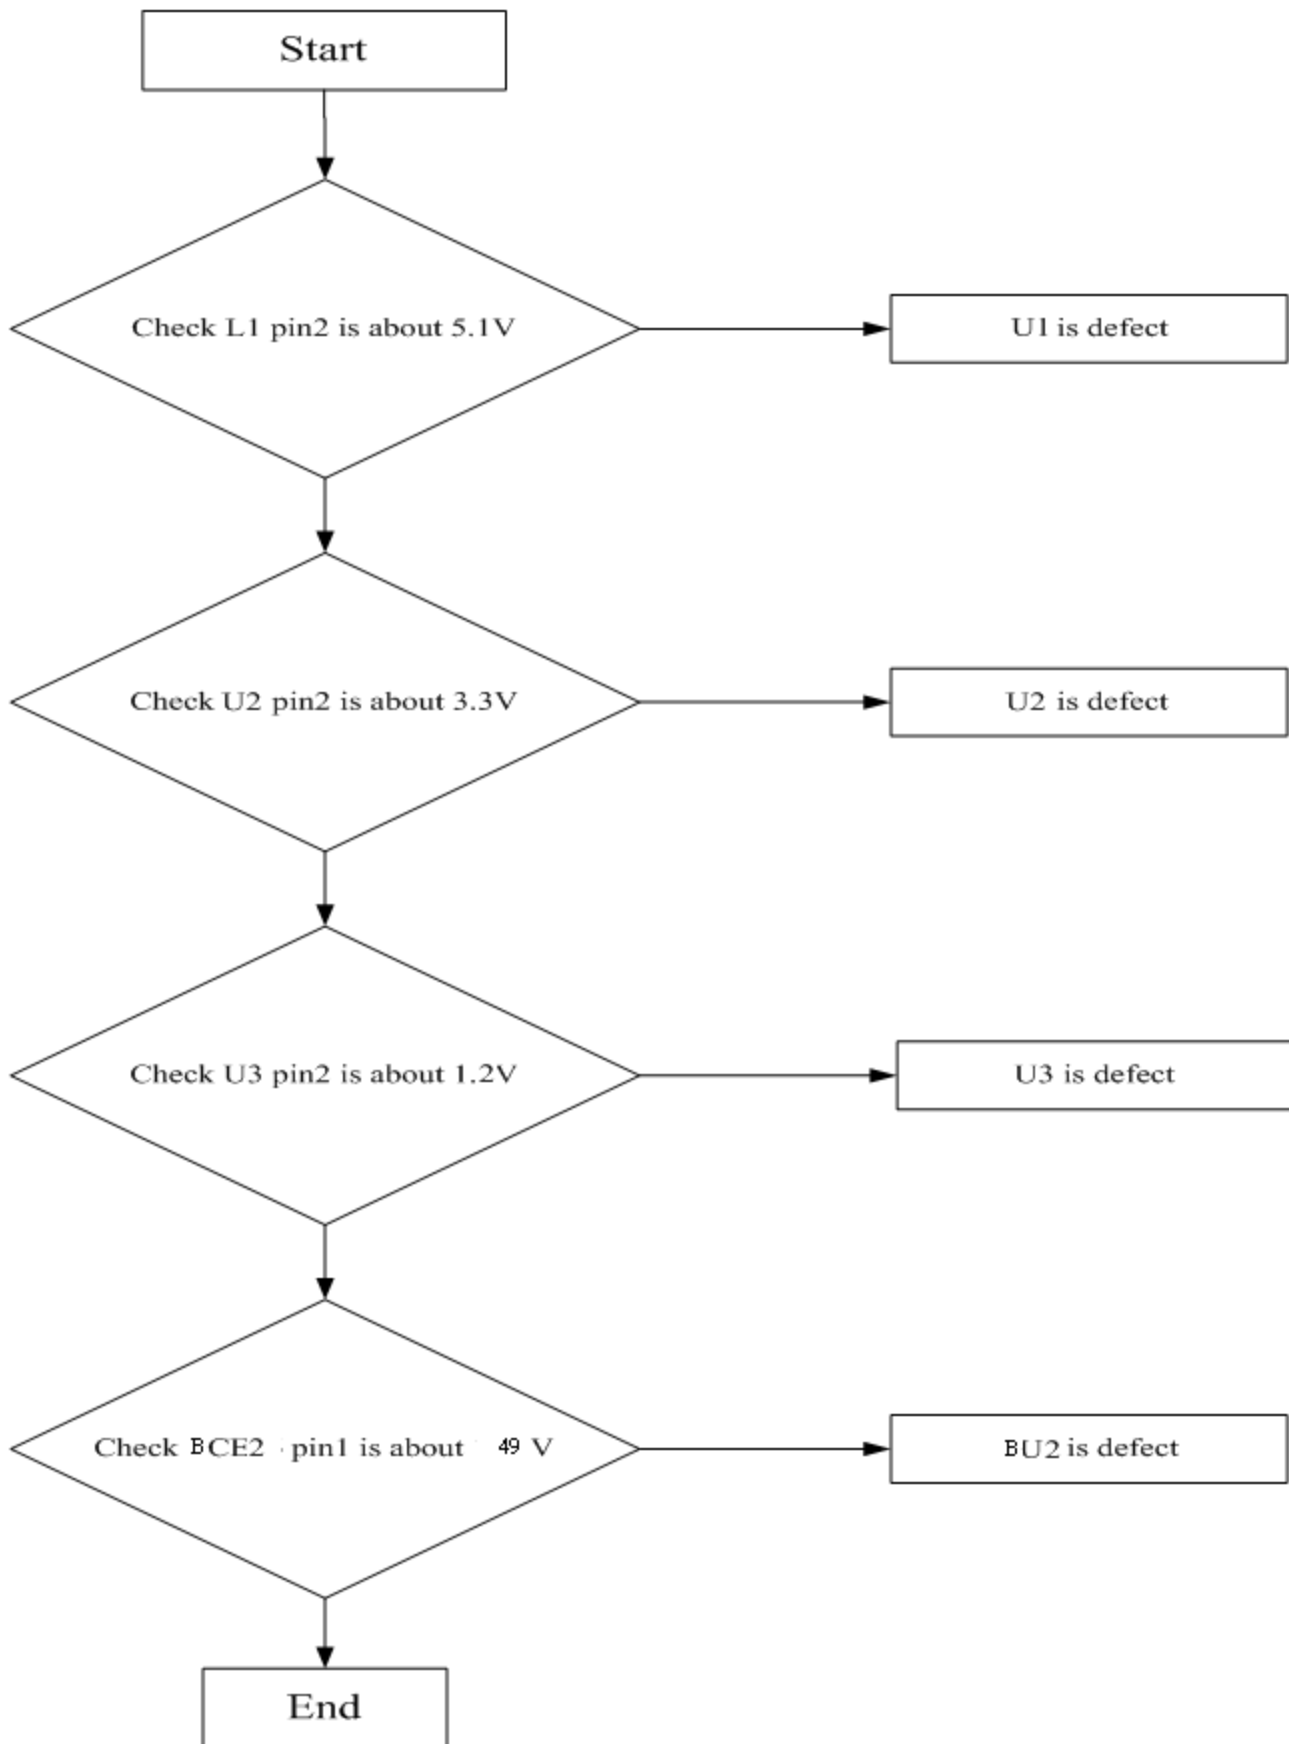 Start
Check L1 pin2 is about 5.1V
U1 is defect
Check U2 pin2 is about 3.3V
U2 is defect
Check U3 pin2 is about 1.2V
U3 is defect
Check BCE2 pin1 is about 49 V
BU2 is defect
End